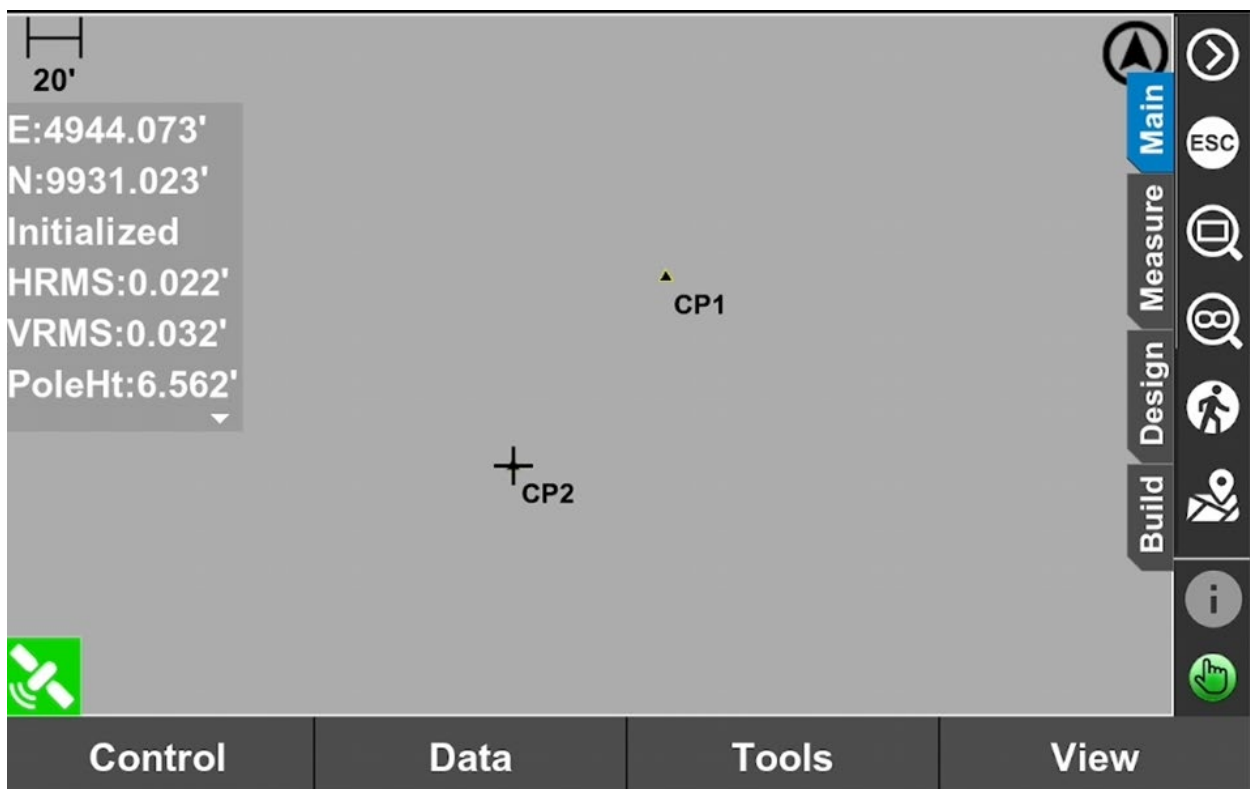 20'
E:4944.073'
N:9931.023'
Initialized
HRMS:0.022'
VRMS:0.032'
PoleHt:6.562'
CP1
CP2
Main
Measure
Design
Build
ESC
i
Control
Data
Tools
View